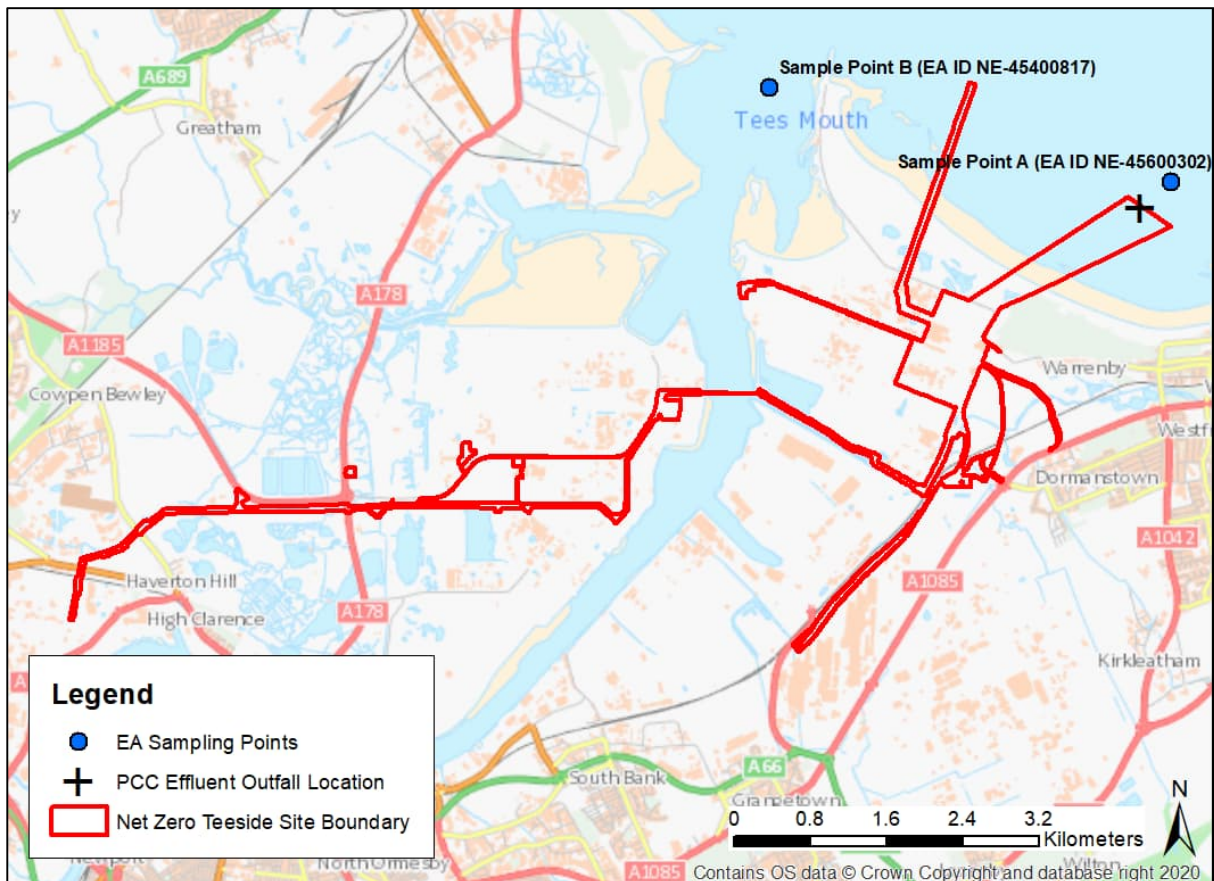 A689
Sample Point B (EA ID NE-45400817)
Greatham
Tees Mouth
Sample Point A (EA ID NE-45600302)
A178
A1185
Cowpen Bewley
Warrenby
Dormanstown
A1042
Haverton Hill
High Clarence
A178
A1085
Kirkleatham
South Bank
A66
Grangetown
North Ormesby
A1085
Wilton
Legend
EA Sampling Points
PCC Effluent Outfall Location
Net Zero Teeside Site Boundary
N
0 0.8 1.6 2.4 3.2
Kilometers
Contains OS data © Crown Copyright and database right 2020